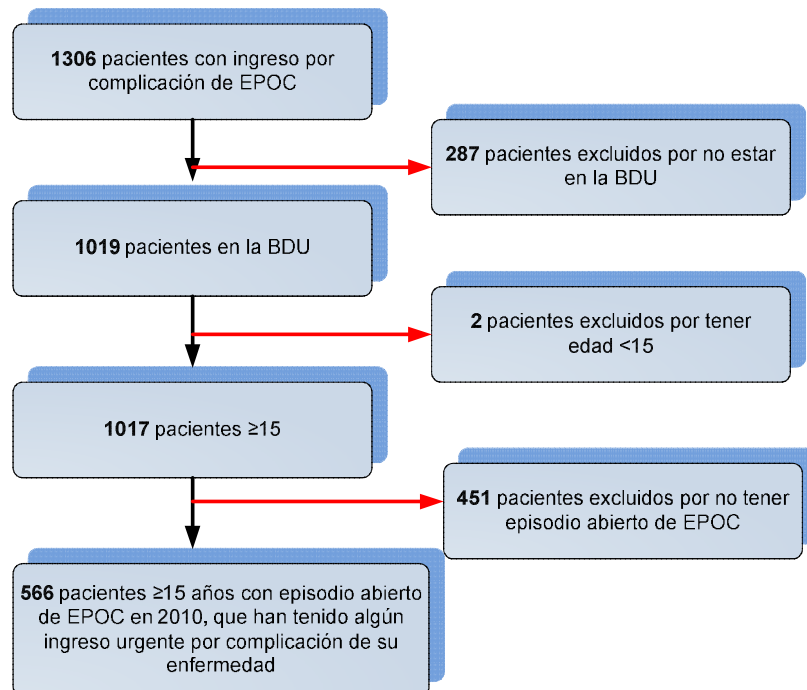 1306 pacientes con ingreso por
complicación de EPOC
287 pacientes excluidos por no estar
en la BDU
1019 pacientes en la BDU
2 pacientes excluidos por tener
edad <15
1017 pacientes ≥15
451 pacientes excluidos por no tener
episodio abierto de EPOC
566 pacientes ≥15 años con episodio abierto
de EPOC en 2010, que han tenido algún
ingreso urgente por complicación de su
enfermedad